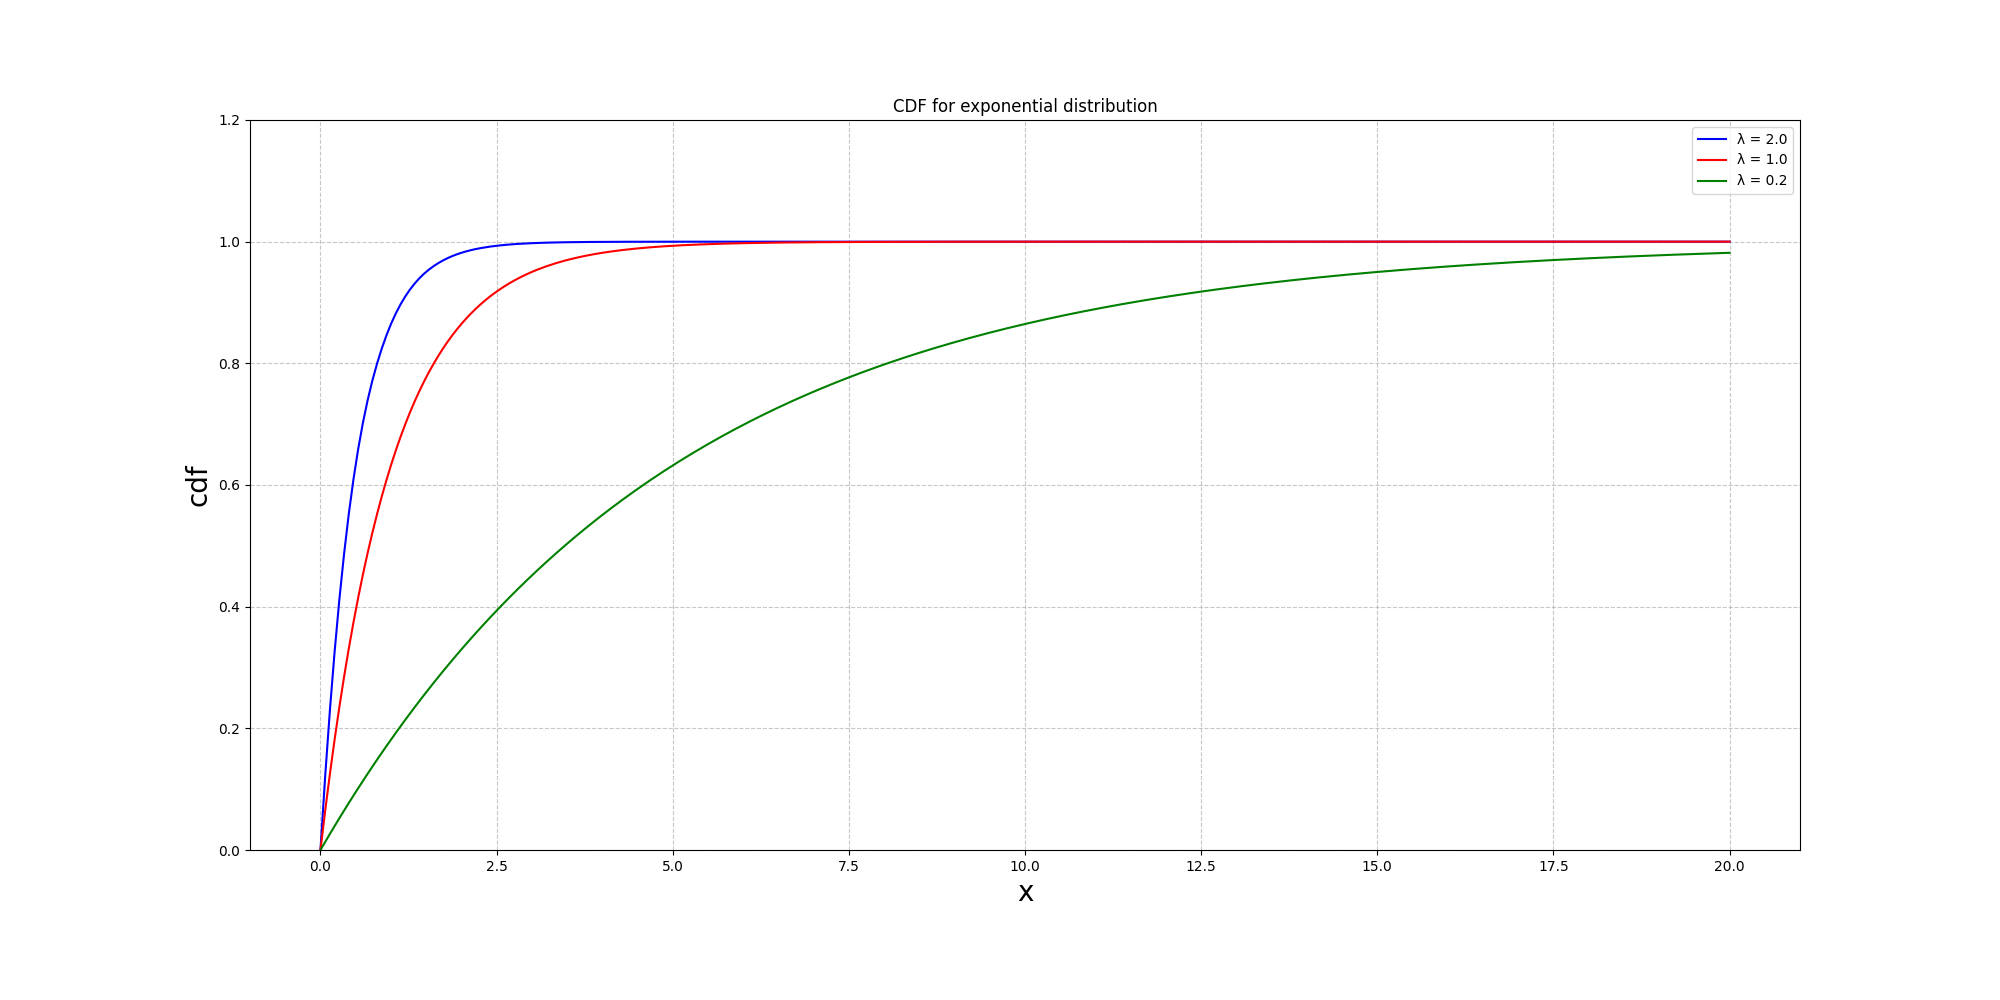 CDF for exponential distribution
λ = 2.0
λ = 1.0
λ = 0.2
1.2
1.0
0.8
0.6
0.4
0.2
0.0
cdf
0.0 2.5 5.0 7.5 10.0 12.5 15.0 17.5 20.0
x